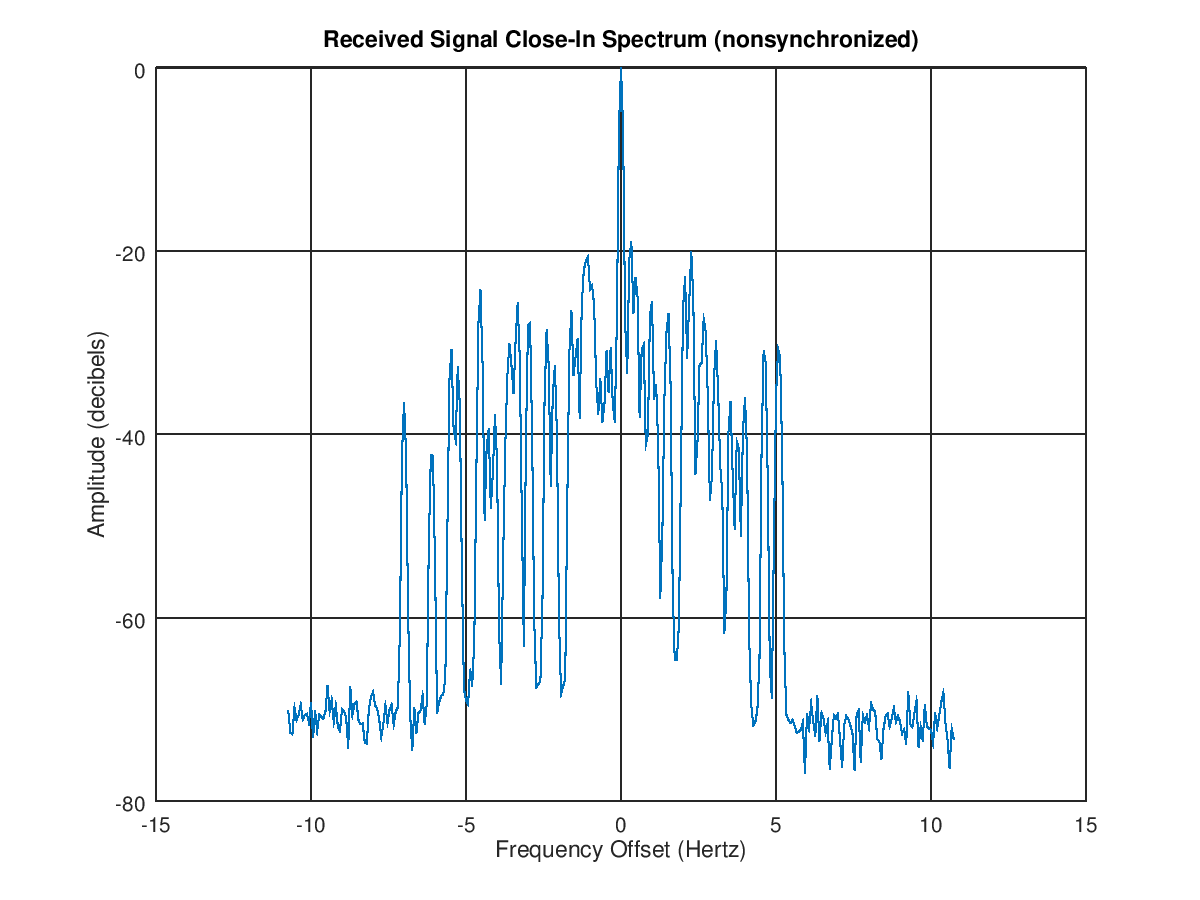 Received Signal Close-In Spectrum (nonsynchronized)
0
-20
-40
-60
-80
Amplitude (decibels)
-15 -10 -5 0 5 10 15
Frequency Offset (Hertz)